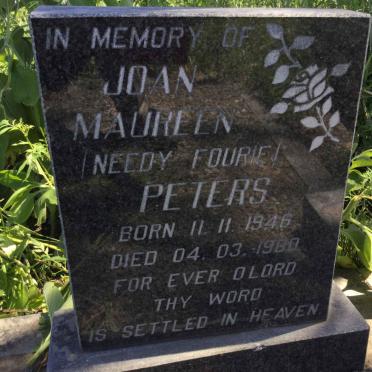 IN MEMORY OF
JOAN
MAUREEN
(NEEDY FOURIE)
PETERS
BORN 11. 11. 1946
DIED 04. 03. 1980
FOR EVER O LORD
THY WORD
IS SETTLED IN HEAVEN